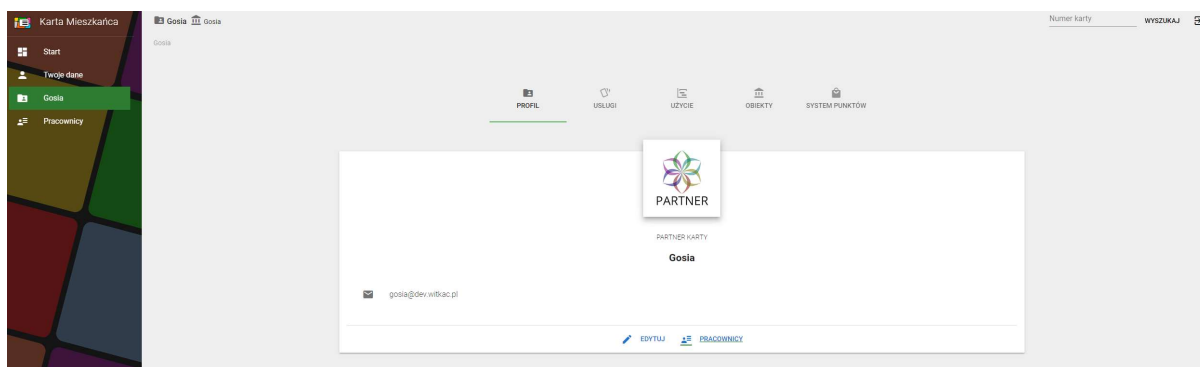 Karta Mieszkańca
Gosia Gosia
Numer karty
WYSZUKAJ
Gosia
Start
Twoje dane
Gosia
Pracownicy
PROFIL
USŁUGI
UŻYCIE
OBIEKTY
SYSTEM PUNKTÓW
PARTNER
PARTNER KARTY
Gosia
gosia@dev.witkac.pl
EDYTUJ
PRACOWNICY